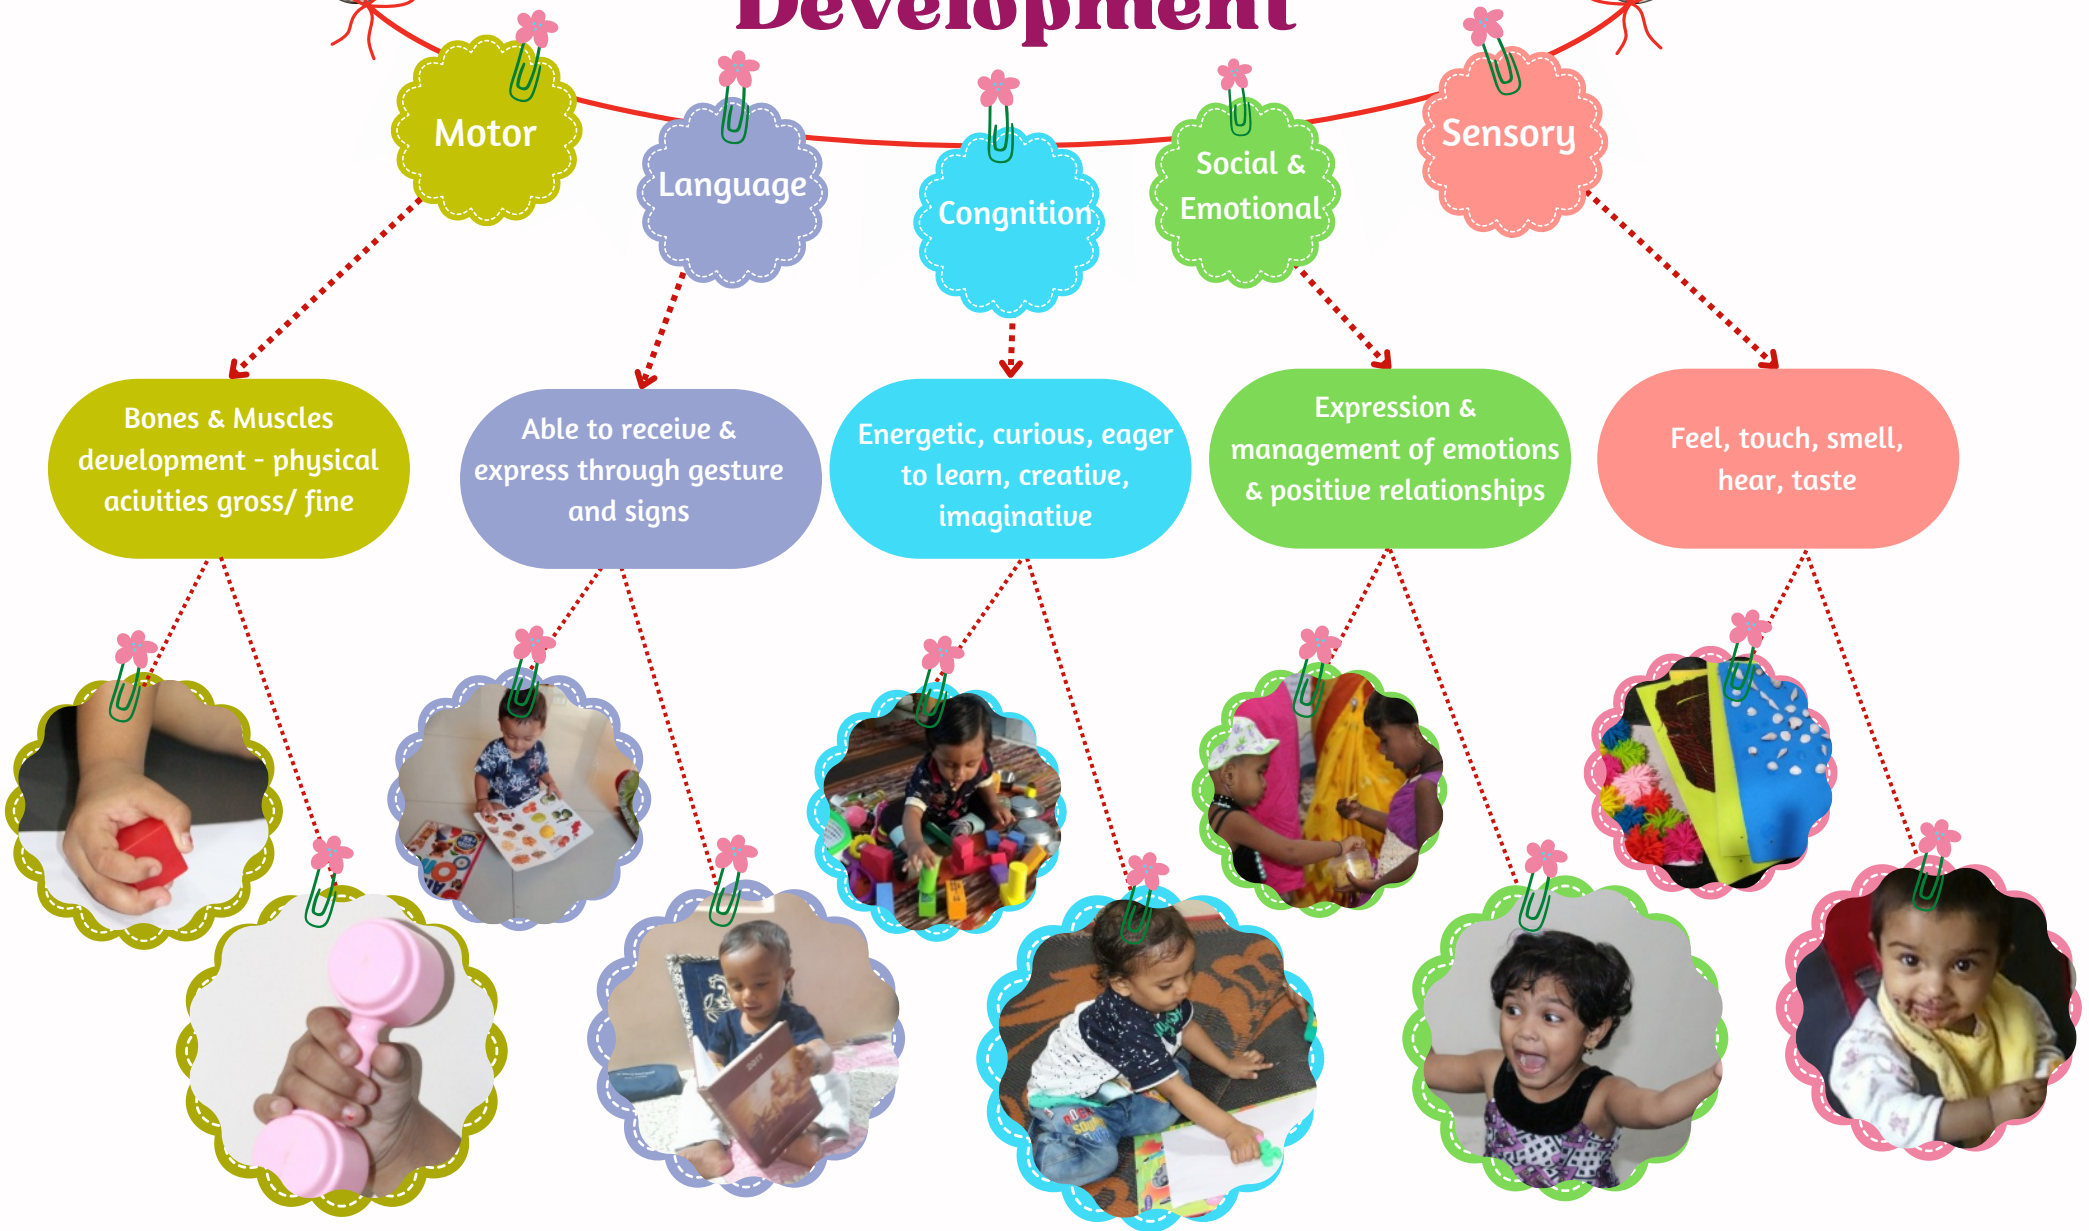 Development
Motor
Language
Congnition
Social &
Emotional
Sensory
Bones & Muscles
development - physical
acivities gross/ fine
Able to receive &
express through gesture
and signs
Energetic, curious, eager
to learn, creative,
imaginative
Expression &
management of emotions
& positive relationships
Feel, touch, smell,
hear, taste
2017